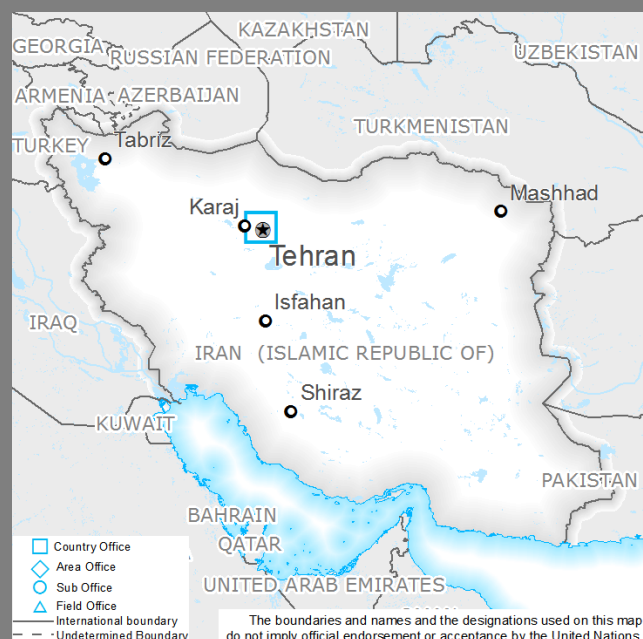 KAZAKHSTAN
GEORGIA
RUSSIAN FEDERATION
UZBEKISTAN
ARMENIA
AZERBAIJAN
TURKMENISTAN
TURKEY
Tabriz
Mashhad
Karaj
Tehran
Isfahan
IRAQ
IRAN (ISLAMIC REPUBLIC OF)
Shiraz
KUWAIT
PAKISTAN
BAHRAIN
QATAR
UNITED ARAB EMIRATES
Country Office
Area Office
Sub Office
Field Office
International boundary
Undetermined Boundary
The boundaries and names and the designations used on this map
do not imply official endorsement or acceptance by the United Nations